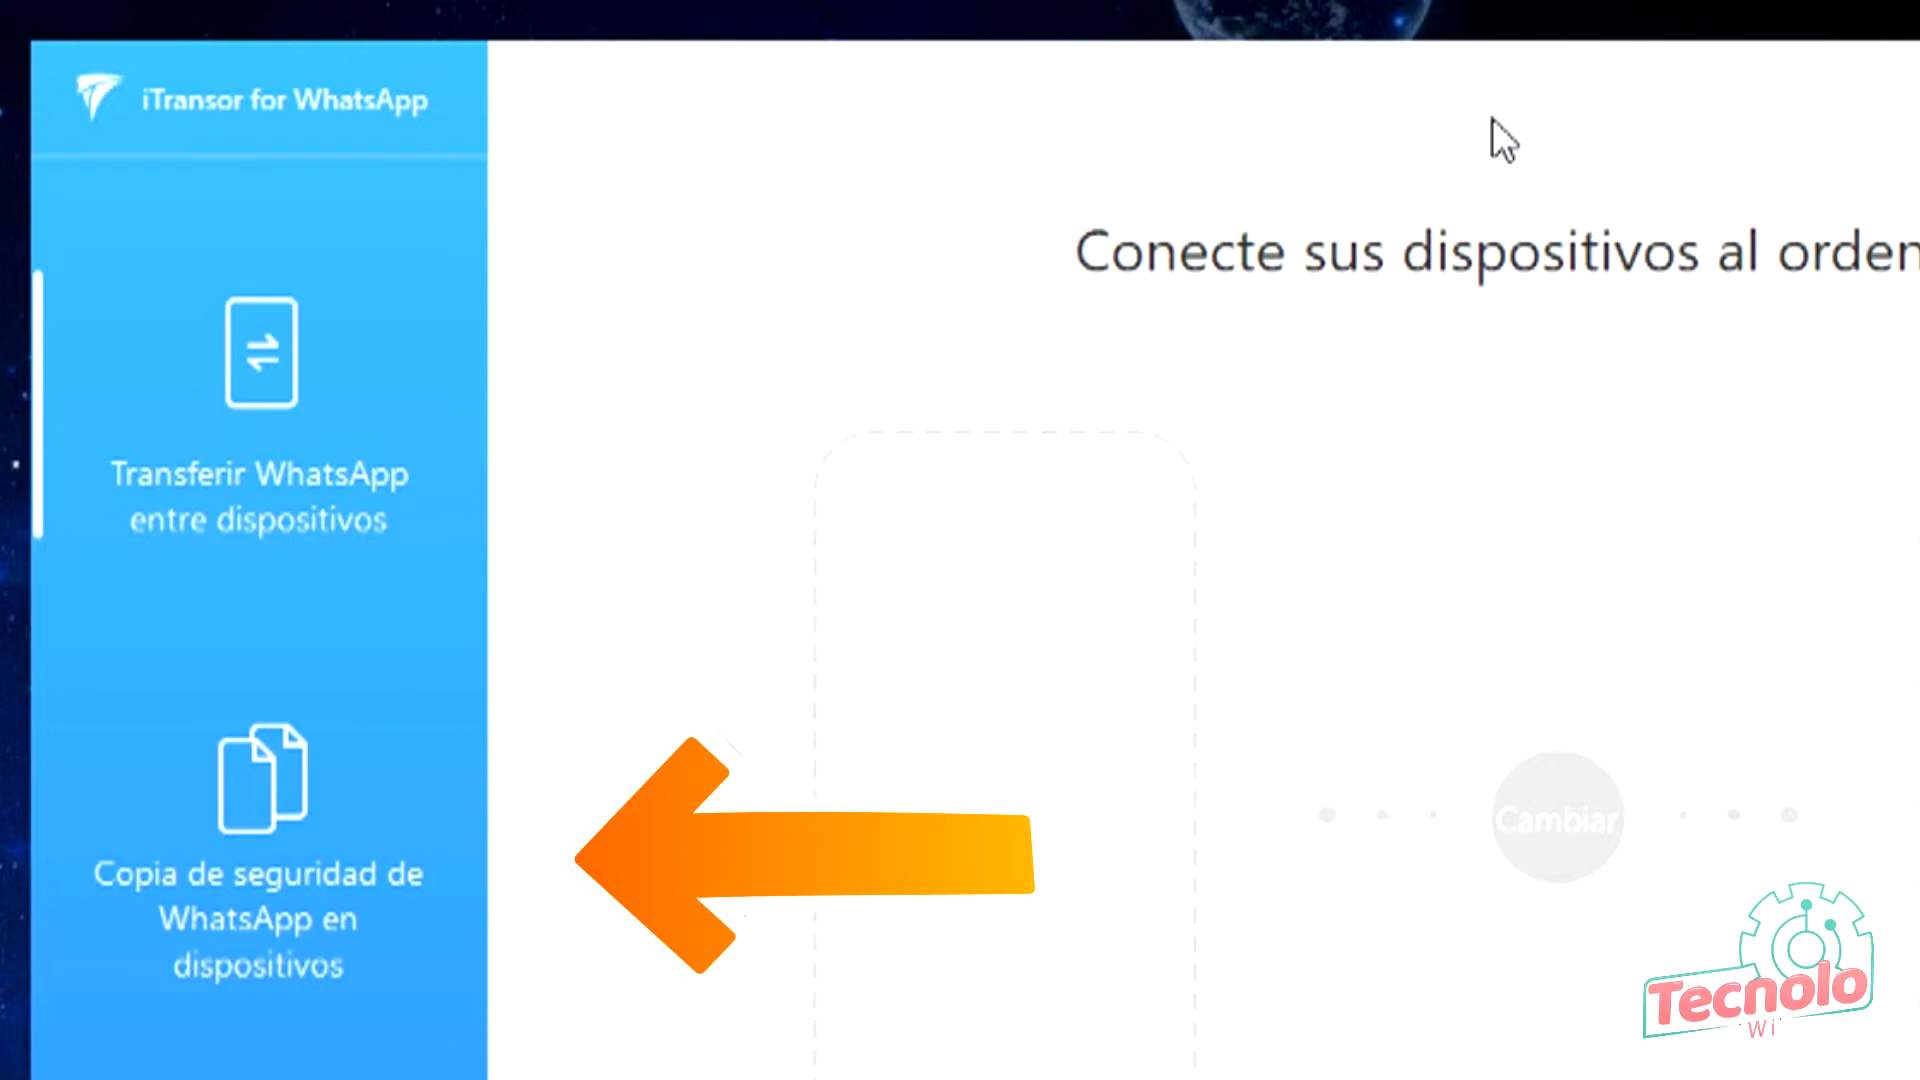 iTransor for WhatsApp
Conecte sus dispositivos al orden
Transferir WhatsApp
entre dispositivos
Cambiar
Copia de seguridad de
WhatsApp en
dispositivos
Tecnolo
Wi